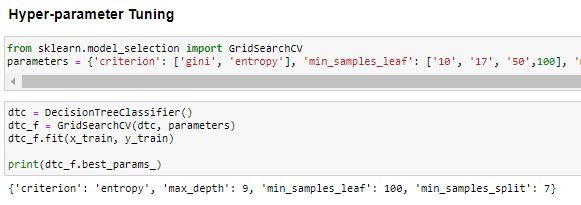 Hyper-parameter Tuning
from sklearn.model_selection import GridSearchCV
parameters = {'criterion': ['gini', 'entropy'], 'min_samples_leaf': ['10', '17', '50',100],
dtc = DecisionTreeClassifier()
dtc_f = GridSearchCV(dtc, parameters)
dtc_f.fit(x_train, y_train)
print(dtc_f.best_params_)
{'criterion': 'entropy', 'max_depth': 9, 'min_samples_leaf': 100, 'min_samples_split': 7}